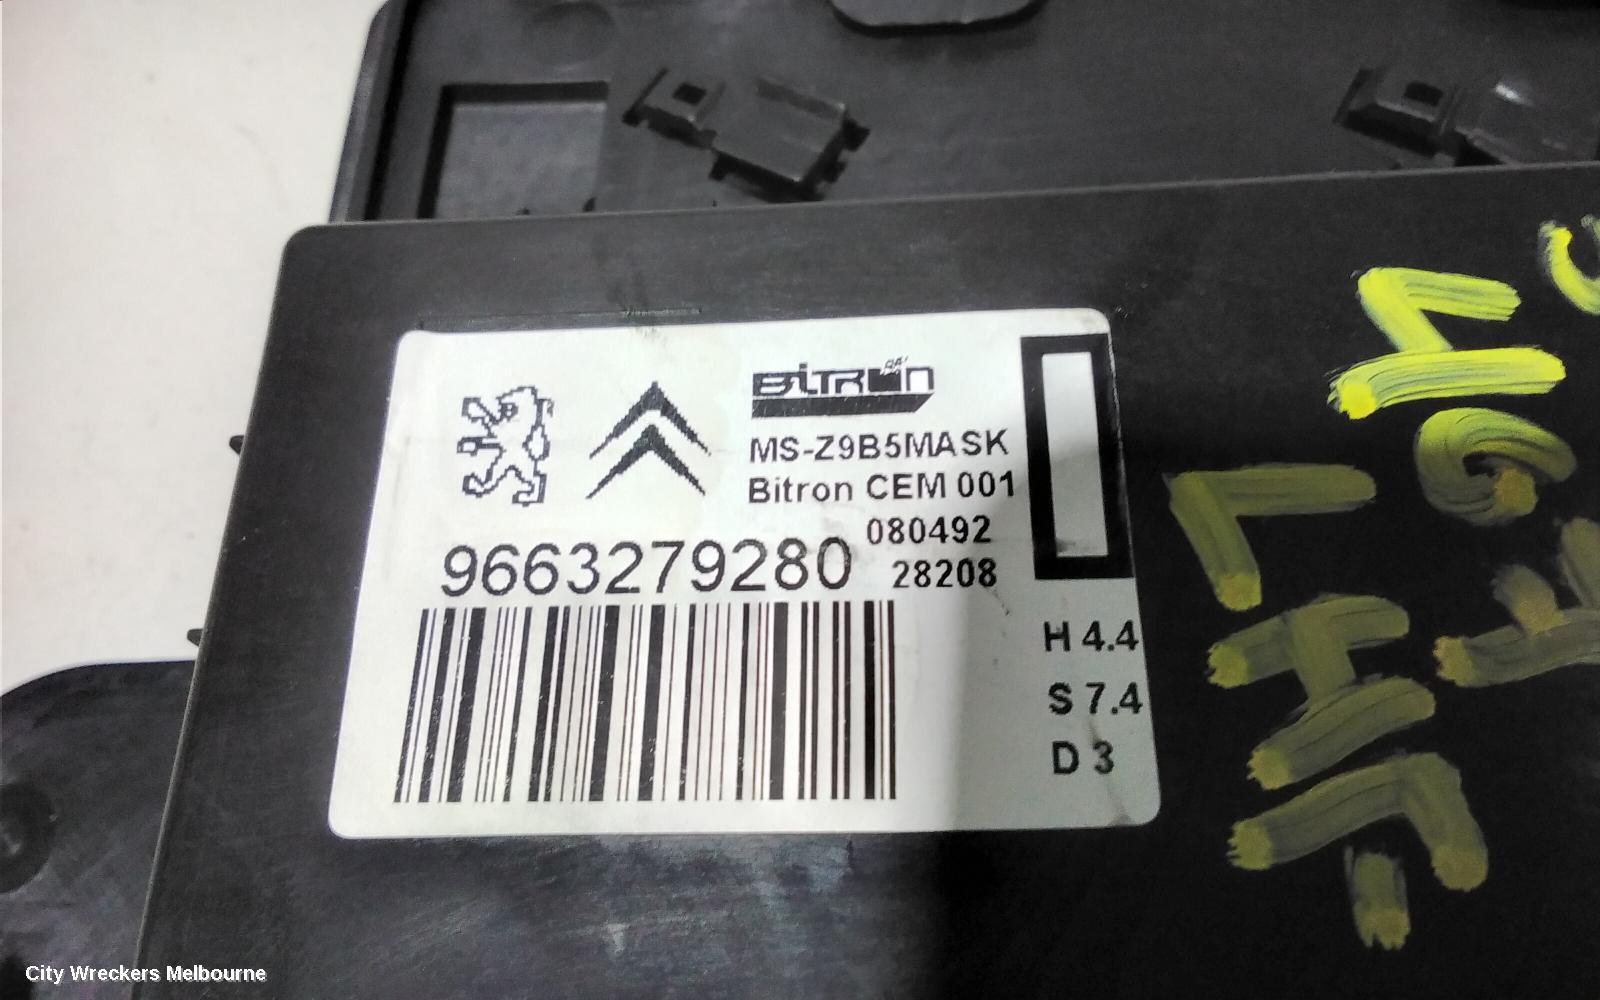 BITRON
MS-Z9B5MASK
Bitron CEM 001
080492
9663279280
28208
H 4.4
S 7.4
D 3
City Wreckers Melbourne